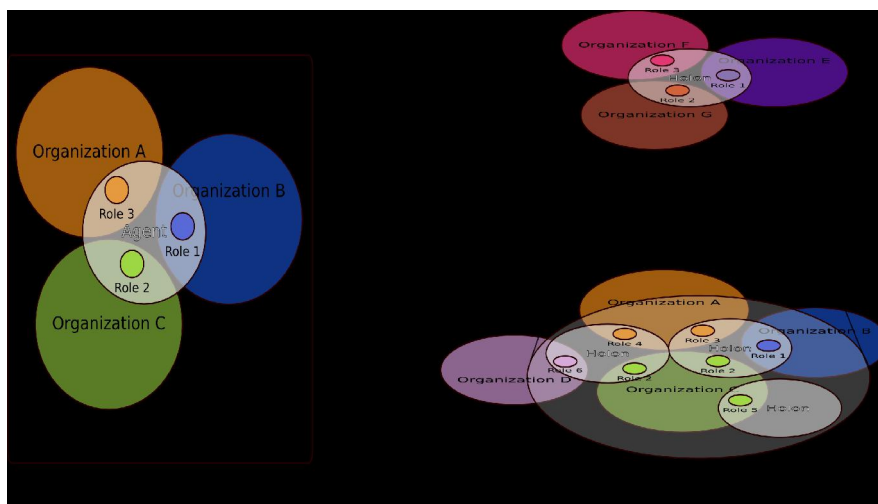 Organization A
Organization B
Role 3
Agent
Role 1
Role 2
Organization C
Organization F
Organization E
Role 3
Holon
Role 1
Role 2
Organization G
Organization A
Organization B
Role 4
Role 3
Holon
Holon
Role 1
Role 6
Role 2
Role 2
Organization D
Organization C
Role 5
Holon